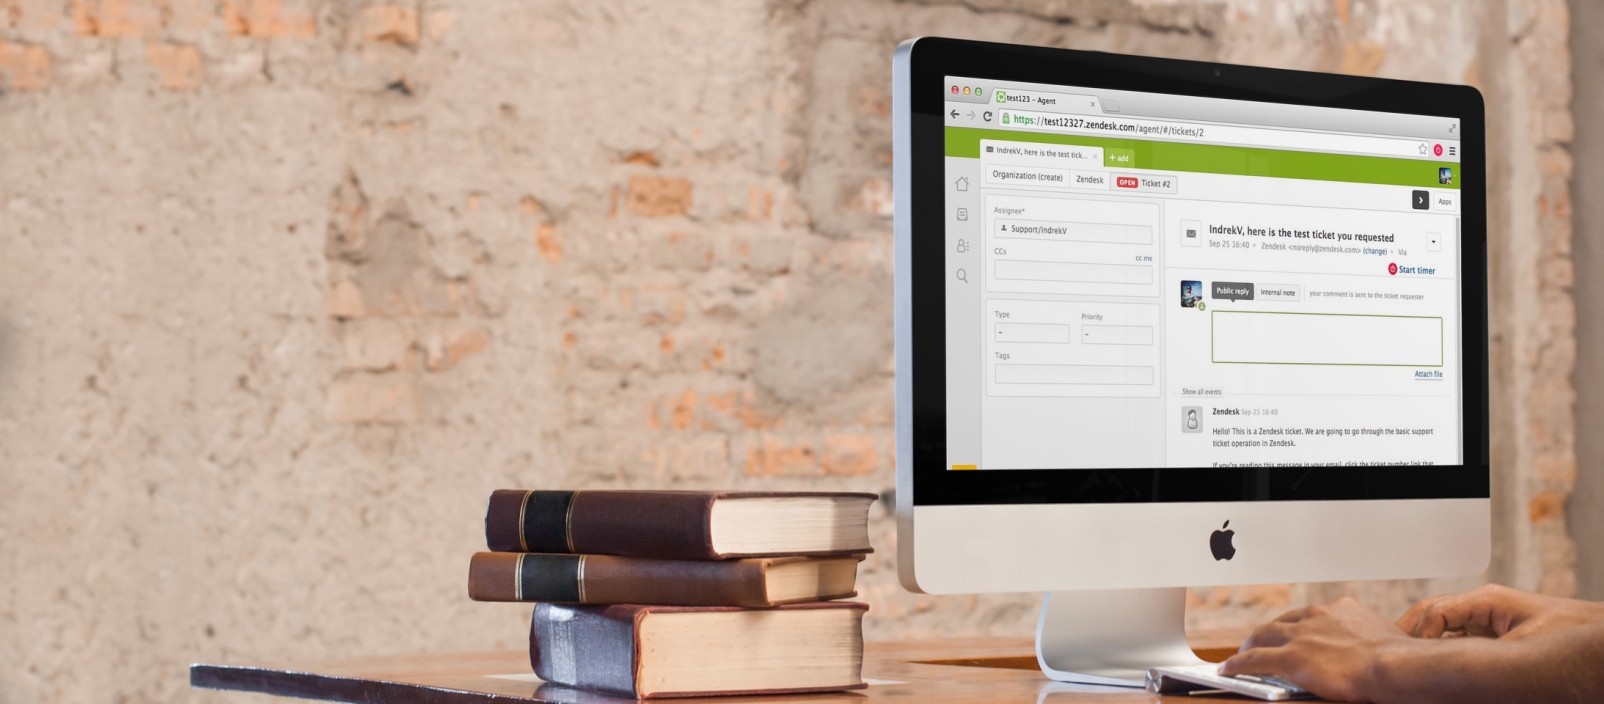 test123 – Agent
https://test12327.zendesk.com/agent/#/tickets/2
IndrekV, here is the test tick...
+ add
Organization (create)
Zendesk
OPEN Ticket #2
Apps
Assignee*
Support/IndrekV
CCs
cc me
Type
–
Priority
–
Tags
IndrekV, here is the test ticket you requested
Sep 25 16:40 • Zendesk <noreply@zendesk.com> (change) • Via
Start timer
Public reply
Internal note
your comment is sent to the ticket requester
Attach file
Show all events
Zendesk Sep 25 16:40
Hello! This is a Zendesk ticket. We are going to go through the basic support
ticket operation in Zendesk.
If you're reading this message in your email, click the ticket number link that